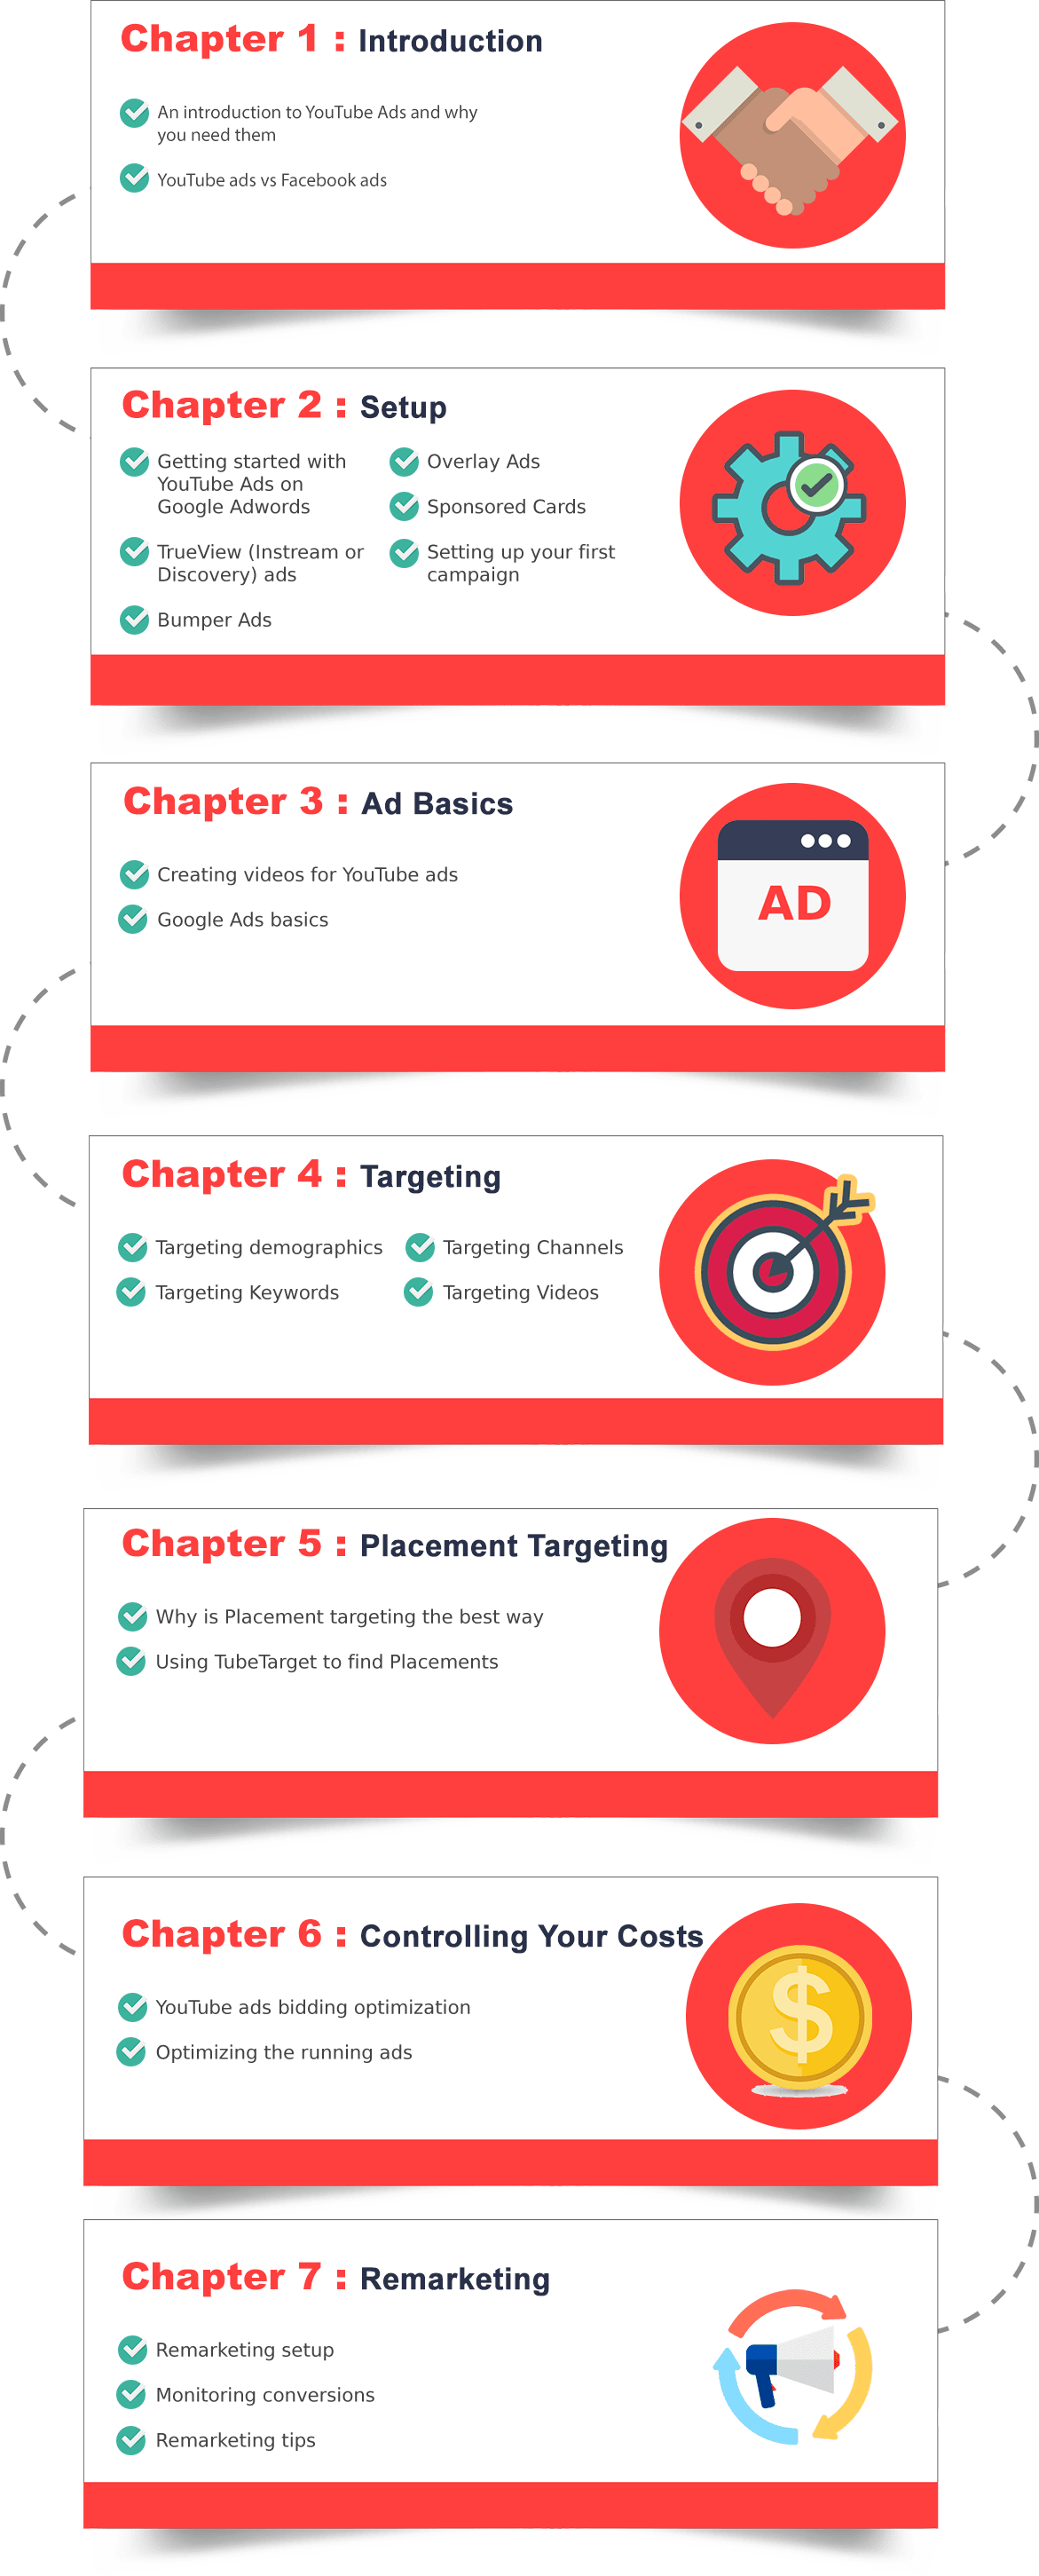 Chapter 1 : Introduction
An introduction to YouTube Ads and why
you need them
YouTube ads vs Facebook ads
Chapter 2 : Setup
Getting started with
YouTube Ads on
Google Adwords
TrueView (Instream or
Discovery) ads
Bumper Ads
Overlay Ads
Sponsored Cards
Setting up your first
campaign
Chapter 3 : Ad Basics
Creating videos for YouTube ads
Google Ads basics
AD
Chapter 4 : Targeting
Targeting demographics
Targeting Keywords
Targeting Channels
Targeting Videos
Chapter 5 : Placement Targeting
Why is Placement targeting the best way
Using TubeTarget to find Placements
Chapter 6 : Controlling Your Costs
YouTube ads bidding optimization
Optimizing the running ads
$
Chapter 7 : Remarketing
Remarketing setup
Monitoring conversions
Remarketing tips